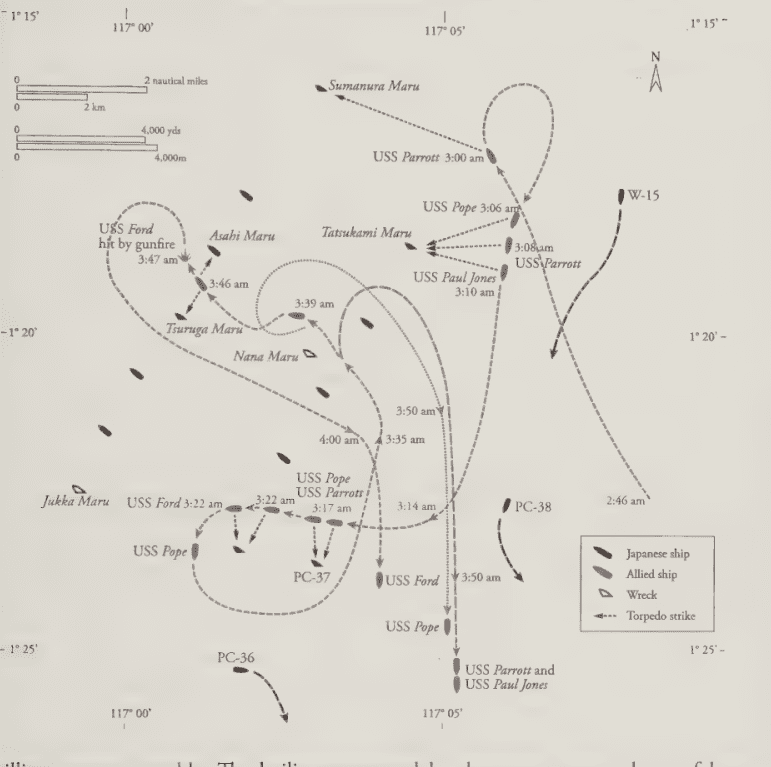 1° 15'
117° 00'
117° 05'
1° 15'
N
0 2 nautical miles
0 2 km
0 4,000 yds
0 4,000m
Sumanura Maru
USS Parrott 3:00 am
W-15
USS Pope 3:06 am
USS Ford
hit by gunfire
3:47 am
Asahi Maru
Tatsukami Maru
3:08am
USS Parrott
USS Paul Jones
3:10 am
3:46 am
3:39 am
Tsuruga Maru
1° 20'
1° 20'
Nana Maru
3:50 am
4:00 am
3:35 am
USS Pope
USS Parrott
Jukka Maru
USS Ford 3:22 am
3:22 am
3:17 am
3:14 am
PC-38
2:46 am
USS Pope
PC-37
USS Ford
3:50 am
Japanese ship
Allied ship
Wreck
Torpedo strike
USS Pope
1° 25'
1° 25'
PC-36
USS Parrott and
USS Paul Jones
117° 00'
117° 05'